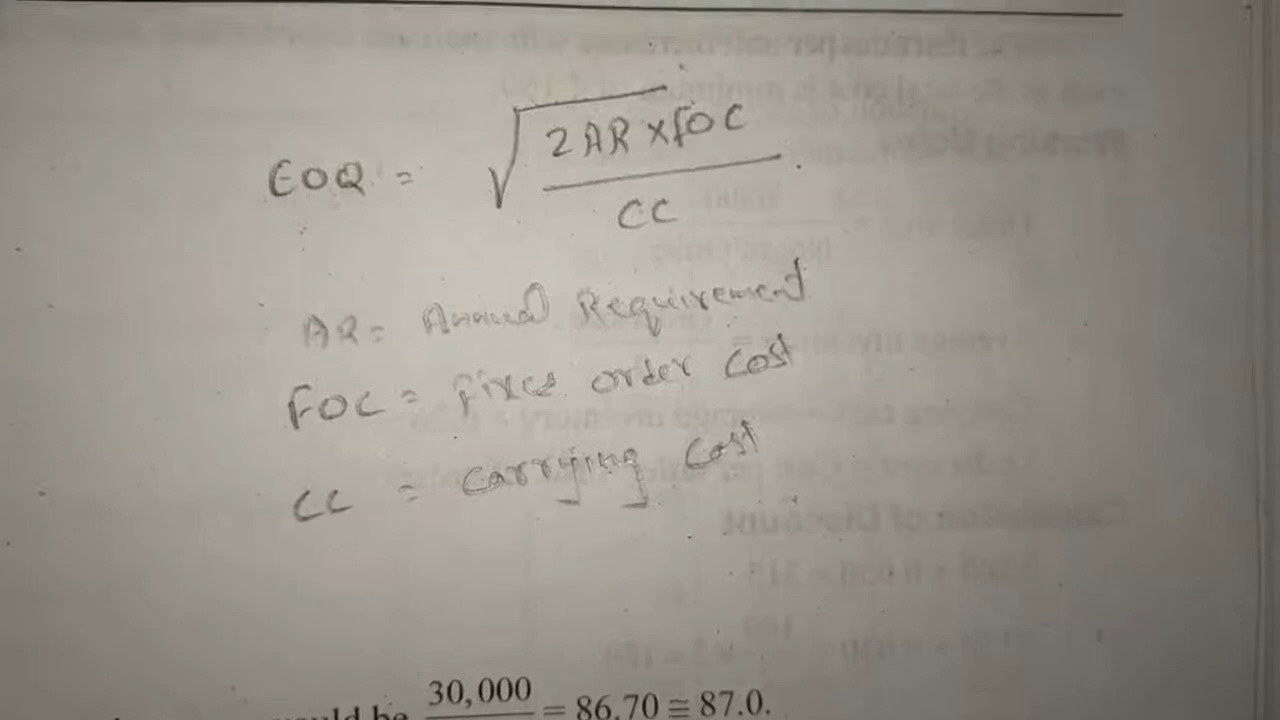 EOQ = √ 2AR × FOC / CC .
AR = Annual Requirement
FOC = Fixed order cost
CC = Carrying Cost
be 30,000 = 86.70 ≅ 87.0.